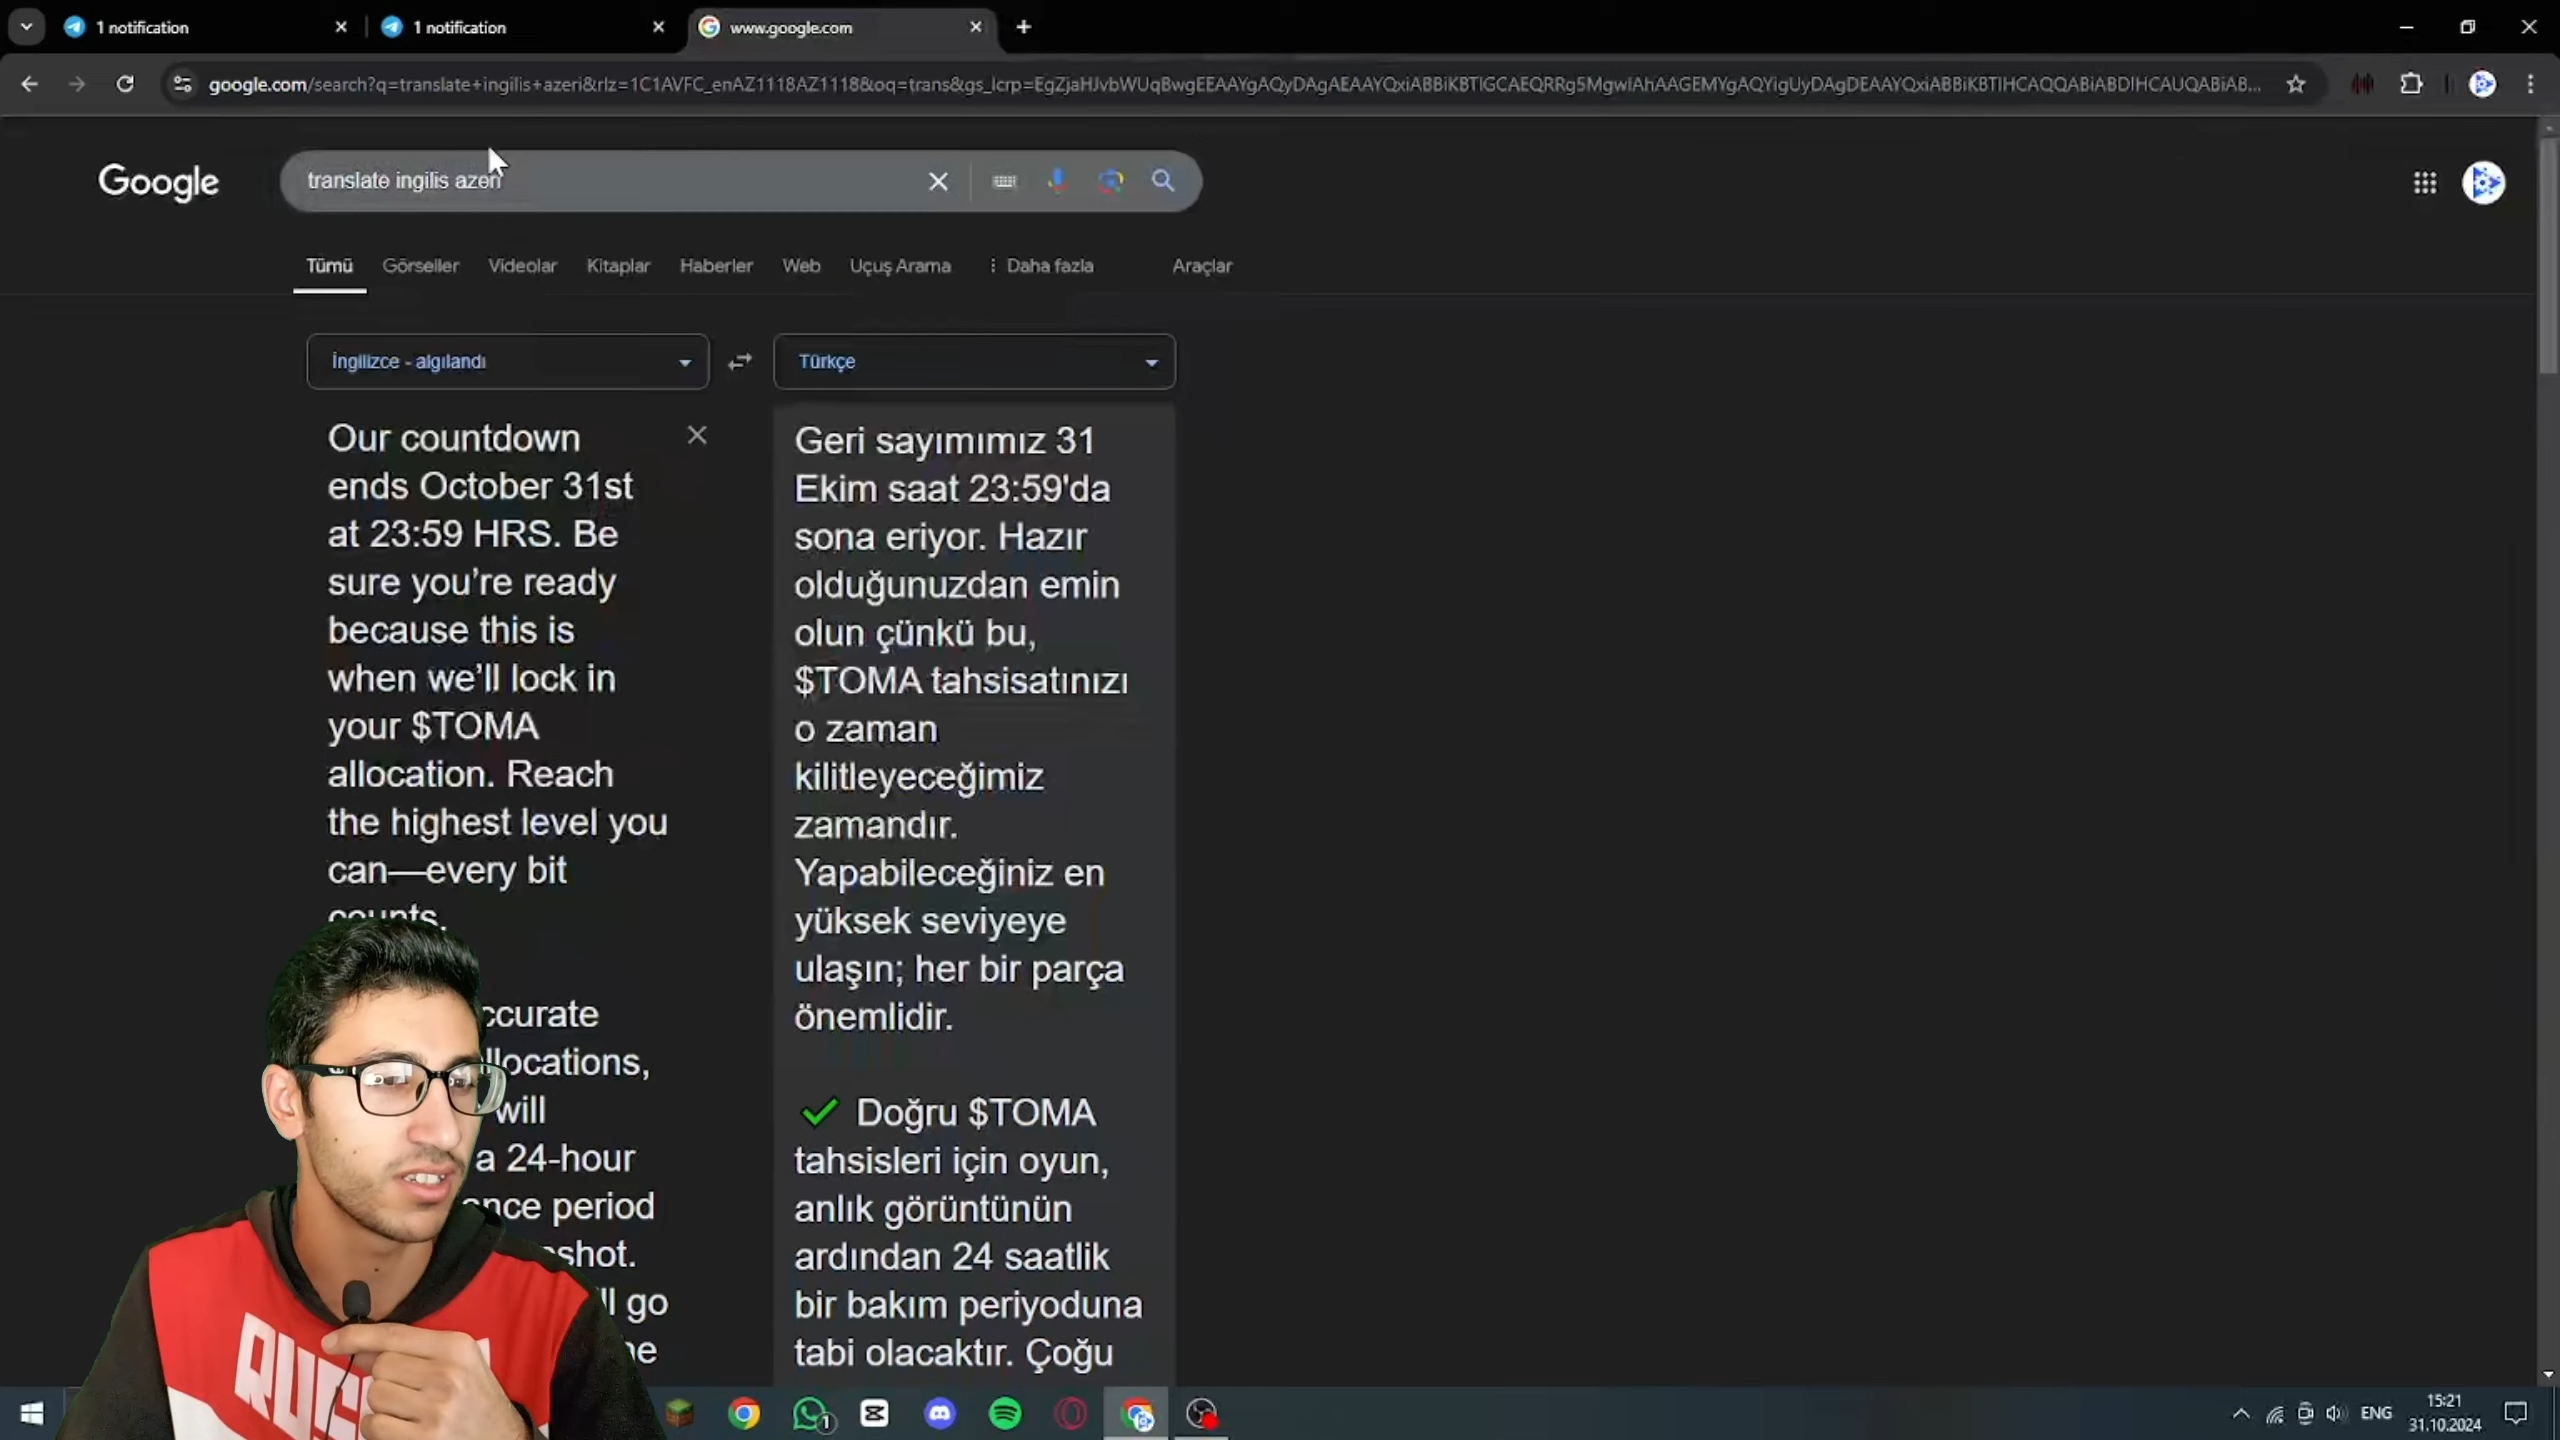 1 notification
1 notification
www.google.com
google.com/search?q=translate+ingilis+azeri&rlz=1C1AVFC_enAZ1118AZ1118&oq=trans&gs_lcrp=
Google
translate ingilis azeri
Tümü
Görseller
Videolar
Kitaplar
Haberler
Web
Uçuş Arama
Daha fazla
Araçlar
İngilizce - algılandı
Türkçe
Our countdown
ends October 31st
at 23:59 HRS. Be
sure you’re ready
because this is
when we’ll lock in
your $TOMA
allocation. Reach
the highest level you
can—every bit
counts.
ccurate
llocations,
will
a 24-hour
ance period
shot.
ll go
ne
Geri sayımımız 31
Ekim saat 23:59'da
sona eriyor. Hazır
olduğunuzdan emin
olun çünkü bu,
$TOMA tahsisatınızı
o zaman
kilitleyeceğimiz
zamandır.
Yapabileceğiniz en
yüksek seviyeye
ulaşın; her bir parça
önemlidir.
✔ Doğru $TOMA
tahsisleri için oyun,
anlık görüntünün
ardından 24 saatlik
bir bakım periyoduna
tabi olacaktır. Çoğu
1
ENG
15:21
31.10.2024